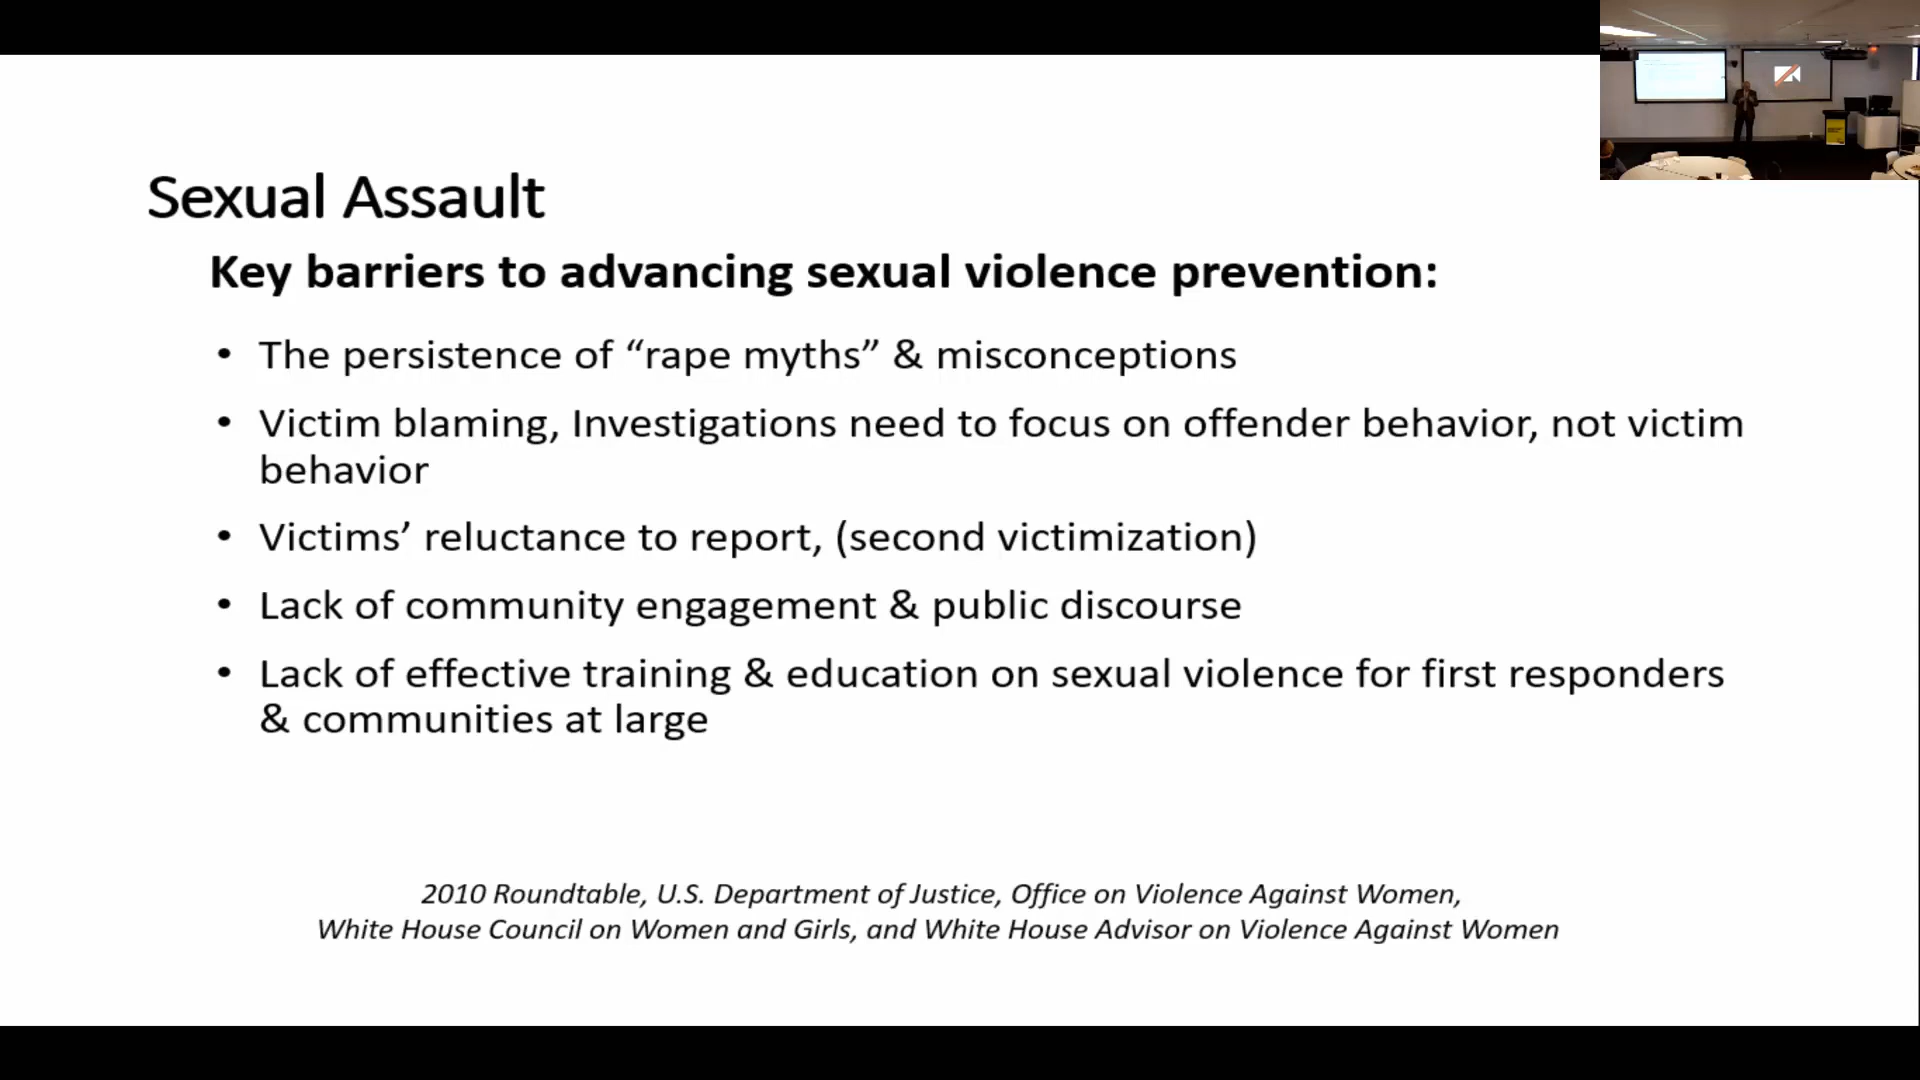 Sexual Assault
Key barriers to advancing sexual violence prevention:
• The persistence of “rape myths” & misconceptions
• Victim blaming, Investigations need to focus on offender behavior, not victim
behavior
• Victims’ reluctance to report, (second victimization)
• Lack of community engagement & public discourse
• Lack of effective training & education on sexual violence for first responders
& communities at large
2010 Roundtable, U.S. Department of Justice, Office on Violence Against Women,
White House Council on Women and Girls, and White House Advisor on Violence Against Women